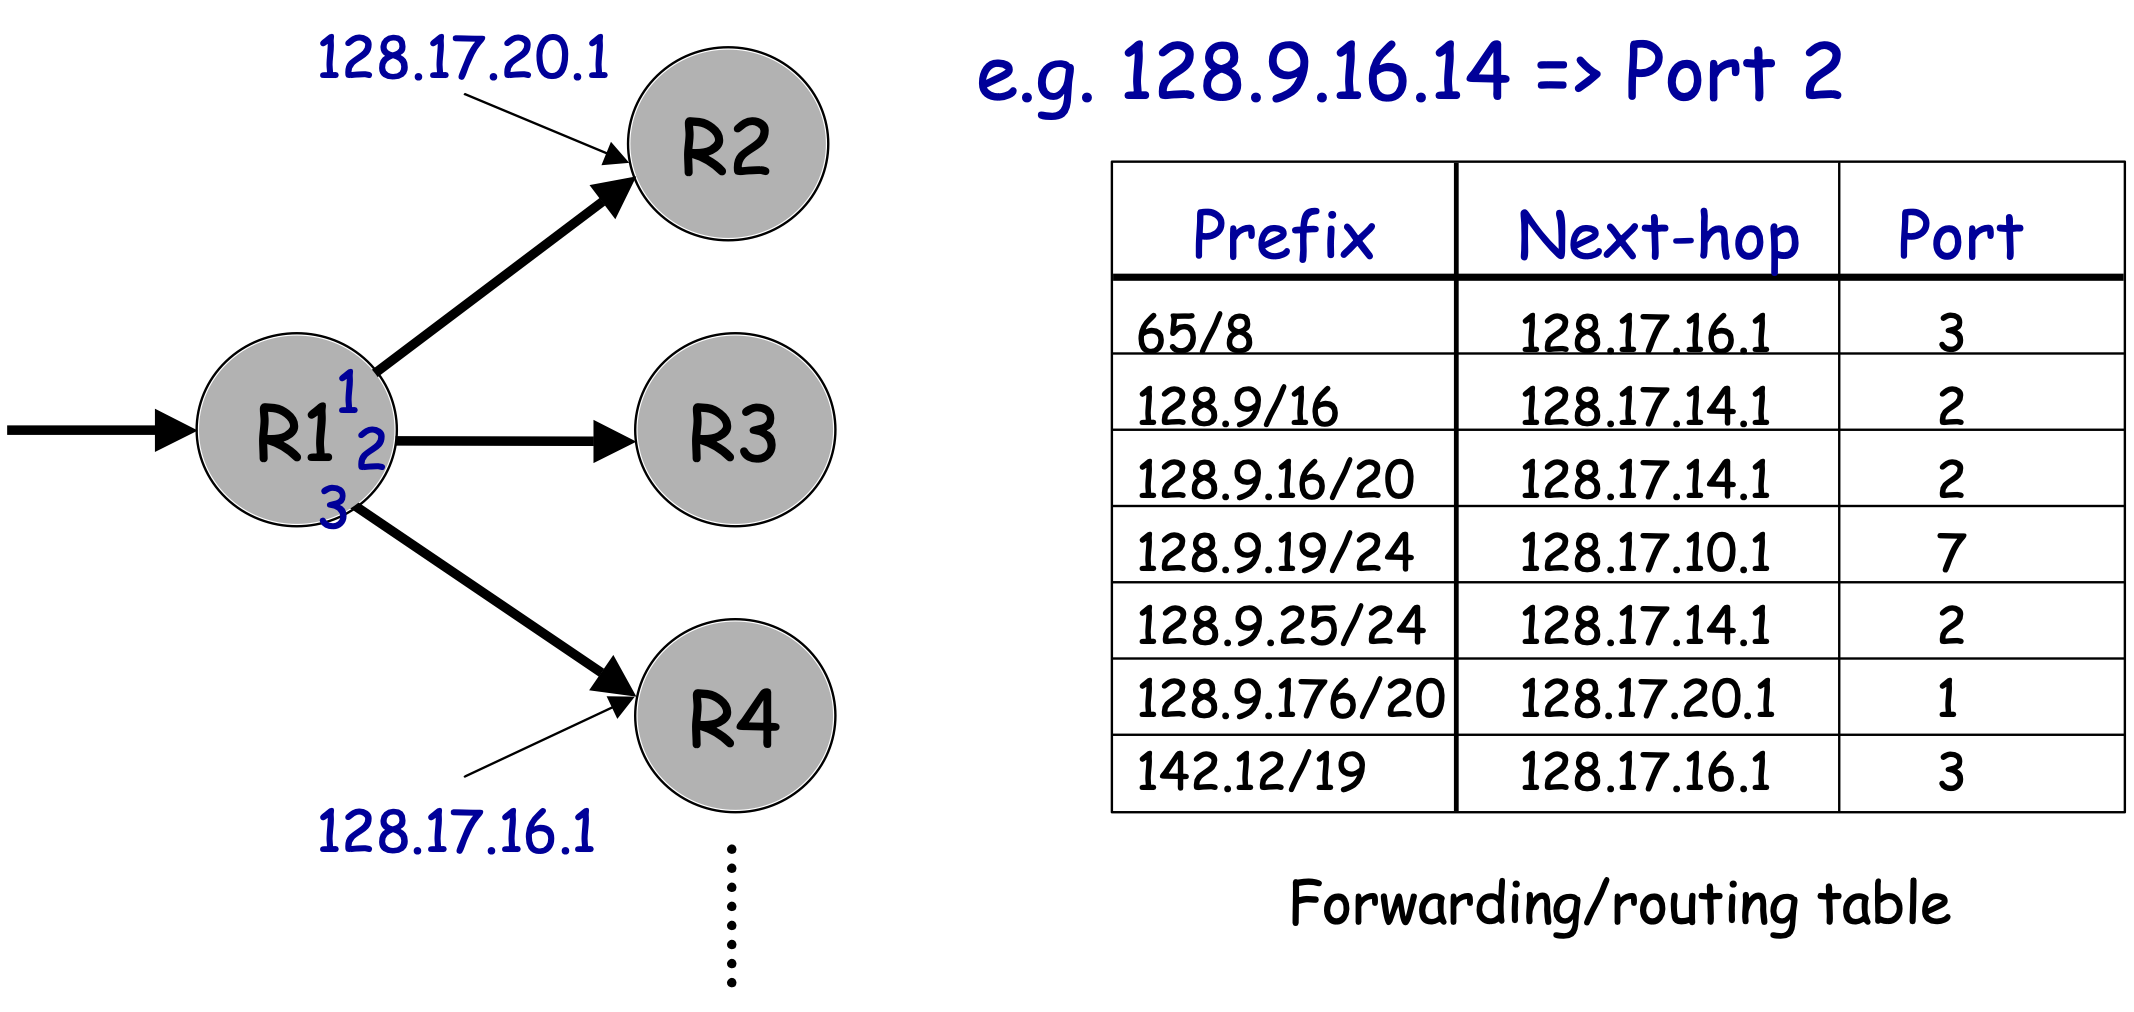 128.17.20.1
R2
R1
1
2
3
R3
R4
128.17.16.1
e.g. 128.9.16.14 => Port 2
Prefix Next-hop Port
65/8 128.17.16.1 3
128.9/16 128.17.14.1 2
128.9.16/20 128.17.14.1 2
128.9.19/24 128.17.10.1 7
128.9.25/24 128.17.14.1 2
128.9.176/20 128.17.20.1 1
142.12/19 128.17.16.1 3
Forwarding/routing table